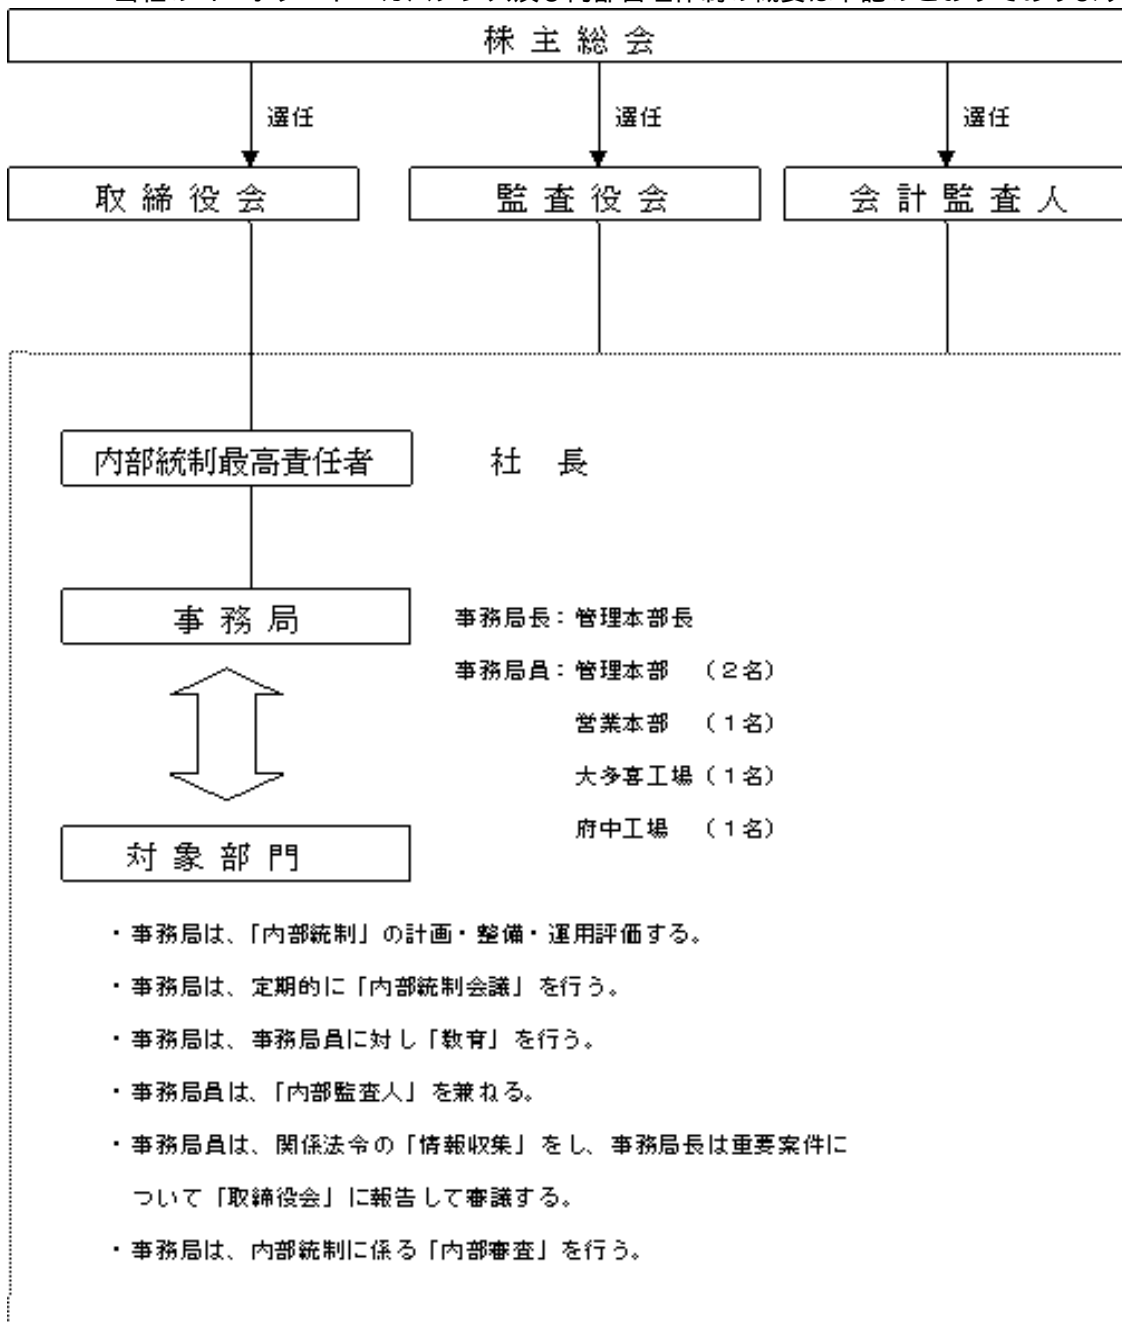 株主総会
選任 選任 選任
取締役会 監査役会 会計監査人
内部統制最高責任者 社長
事務局 事務局長：管理本部長
事務局員：管理本部 （２名）
営業本部 （１名）
大多喜工場（１名）
府中工場 （１名）
対象部門
・事務局は、「内部統制」の計画・整備・運用評価する。
・事務局は、定期的に「内部統制会議」を行う。
・事務局は、事務局員に対し「教育」を行う。
・事務局員は、「内部監査人」を兼ねる。
・事務局員は、関係法令の「情報収集」をし、事務局長は重要案件に
ついて「取締役会」に報告して審議する。
・事務局は、内部統制に係る「内部審査」を行う。